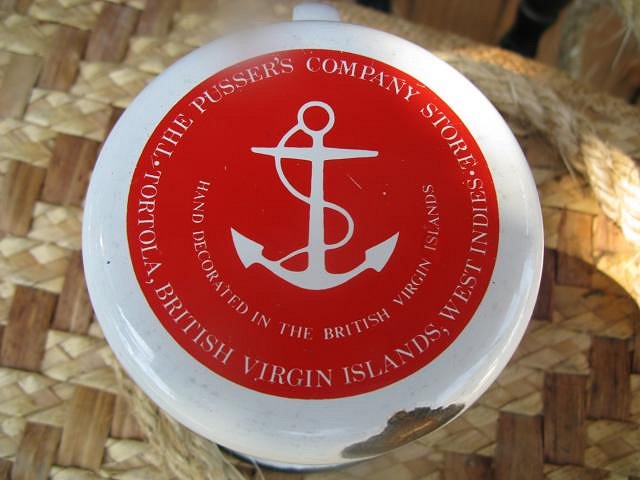 •THE PUSSER'S COMPANY STORE•
TORTOLA, BRITISH VIRGIN ISLANDS, WEST INDIES
HAND DECORATED IN THE BRITISH VIRGIN ISLANDS